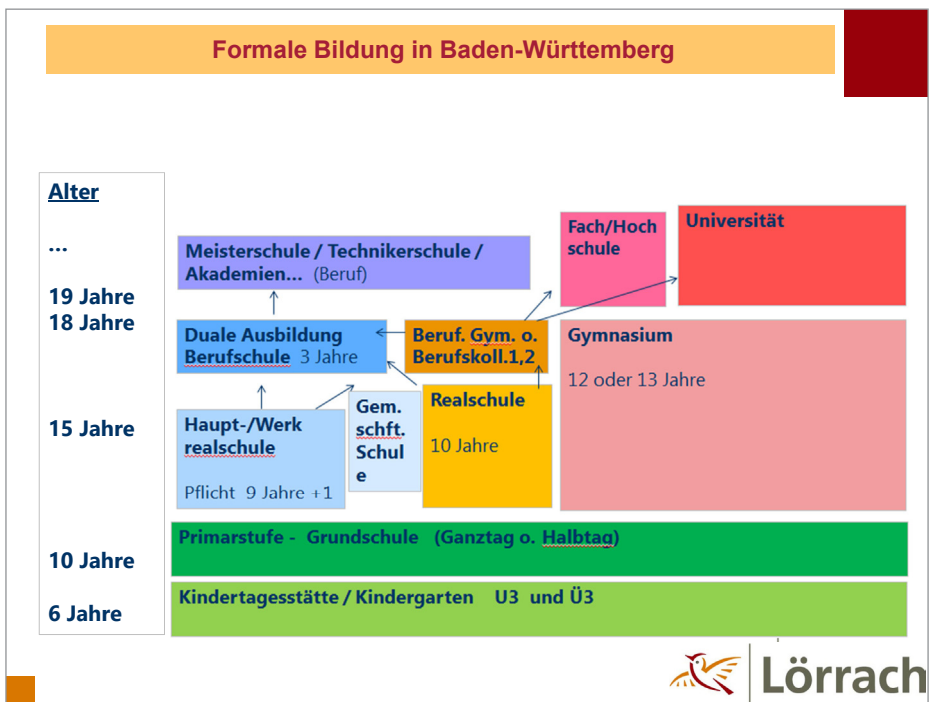 Formale Bildung in Baden-Württemberg
Alter
...
19 Jahre
18 Jahre
15 Jahre
10 Jahre
6 Jahre
Meisterschule / Technikerschule /
Akademien... (Beruf)
Fach/Hoch
schule
Universität
Duale Ausbildung
Berufschule 3 Jahre
Beruf. Gym. o.
Berufskoll.1,2
Gymnasium
12 oder 13 Jahre
Haupt-/Werk
realschule
Pflicht 9 Jahre +1
Gem.
schft.
Schul
e
Realschule
10 Jahre
Primarstufe - Grundschule (Ganztag o. Halbtag)
Kindertagesstätte / Kindergarten U3 und Ü3
Lörrach